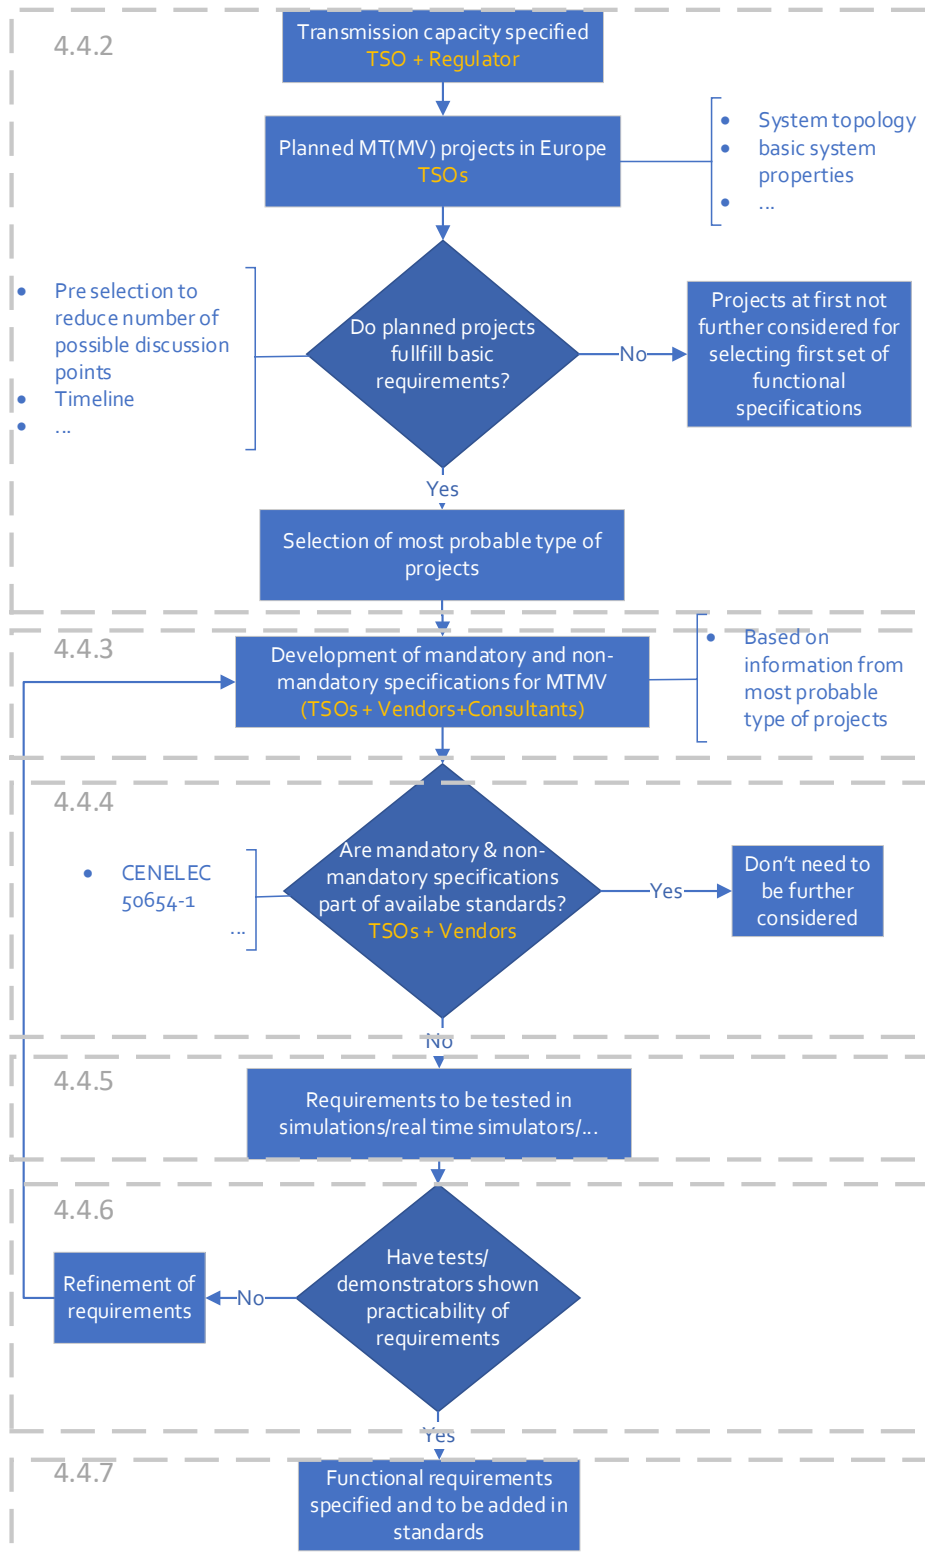 4.4.2
Transmission capacity specified
TSO + Regulator
Planned MT(MV) projects in Europe
TSOs
• System topology
• basic system
properties
• ...
• Pre selection to
reduce number of
possible discussion
points
• Timeline
• ...
Do planned projects
fullfill basic
requirements?
No
Projects at first not
further considered for
selecting first set of
functional
specifications
Yes
Selection of most probable type of
projects
4.4.3
Development of mandatory and non-
mandatory specifications for MTMV
(TSOs + Vendors+Consultants)
• Based on
information from
most probable
type of projects
4.4.4
• CENELEC
50654-1
...
Are mandatory & non-
mandatory specifications
part of availabe standards?
TSOs + Vendors
Yes
Don't need to
be further
considered
No
4.4.5
Requirements to be tested in
simulations/real time simulators/...
4.4.6
Refinement of
requirements
No
Have tests/
demonstrators shown
practicability of
requirements
Yes
4.4.7
Functional requirements
specified and to be added in
standards